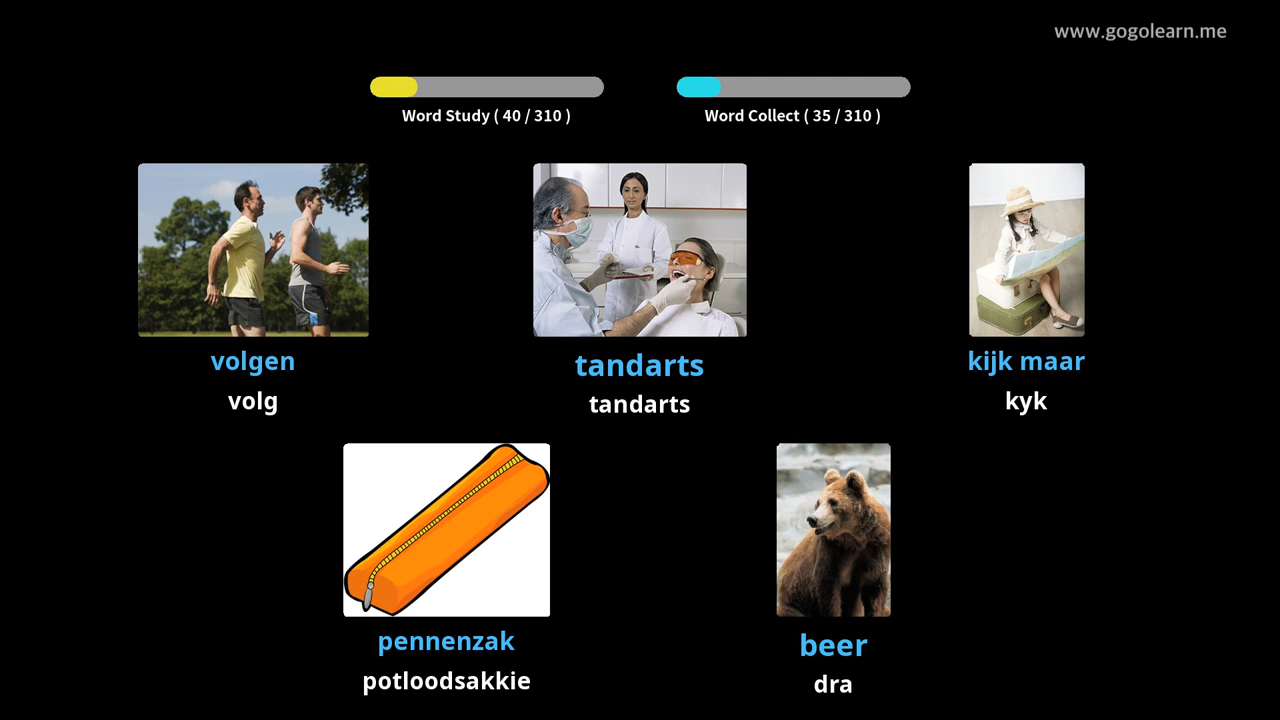 www.gogolearn.me
Word Study ( 40 / 310 )
Word Collect ( 35 / 310 )
volgen
volg
tandarts
tandarts
kijk maar
kyk
pennenzak
potloodsakkie
beer
dra